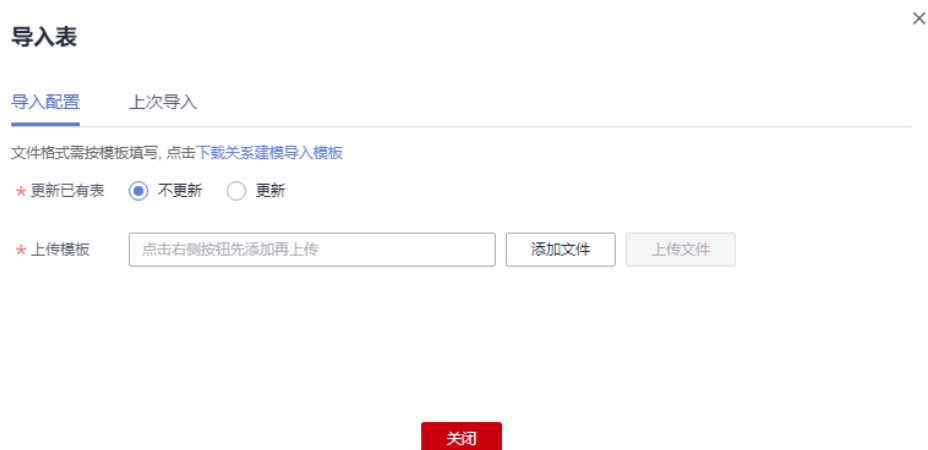 导入表
导入配置 上次导入
文件格式需按模板填写, 点击下载关系建模导入模板
* 更新已有表 不更新 更新
* 上传模板 点击右侧按钮先添加再上传 添加文件 上传文件
关闭